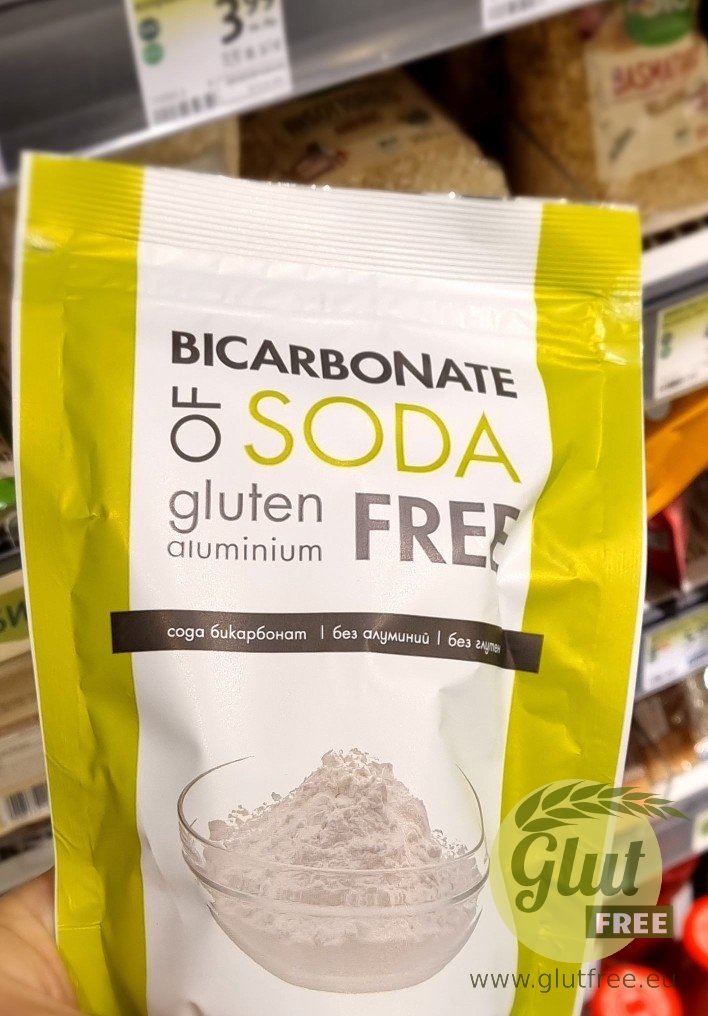 3.99
BASMATI
BICARBONATE
OF SODA
gluten
aluminium
FREE
сода бикарбонат | без алуминий | без глутен
Glut
FREE
www.glutfree.eu